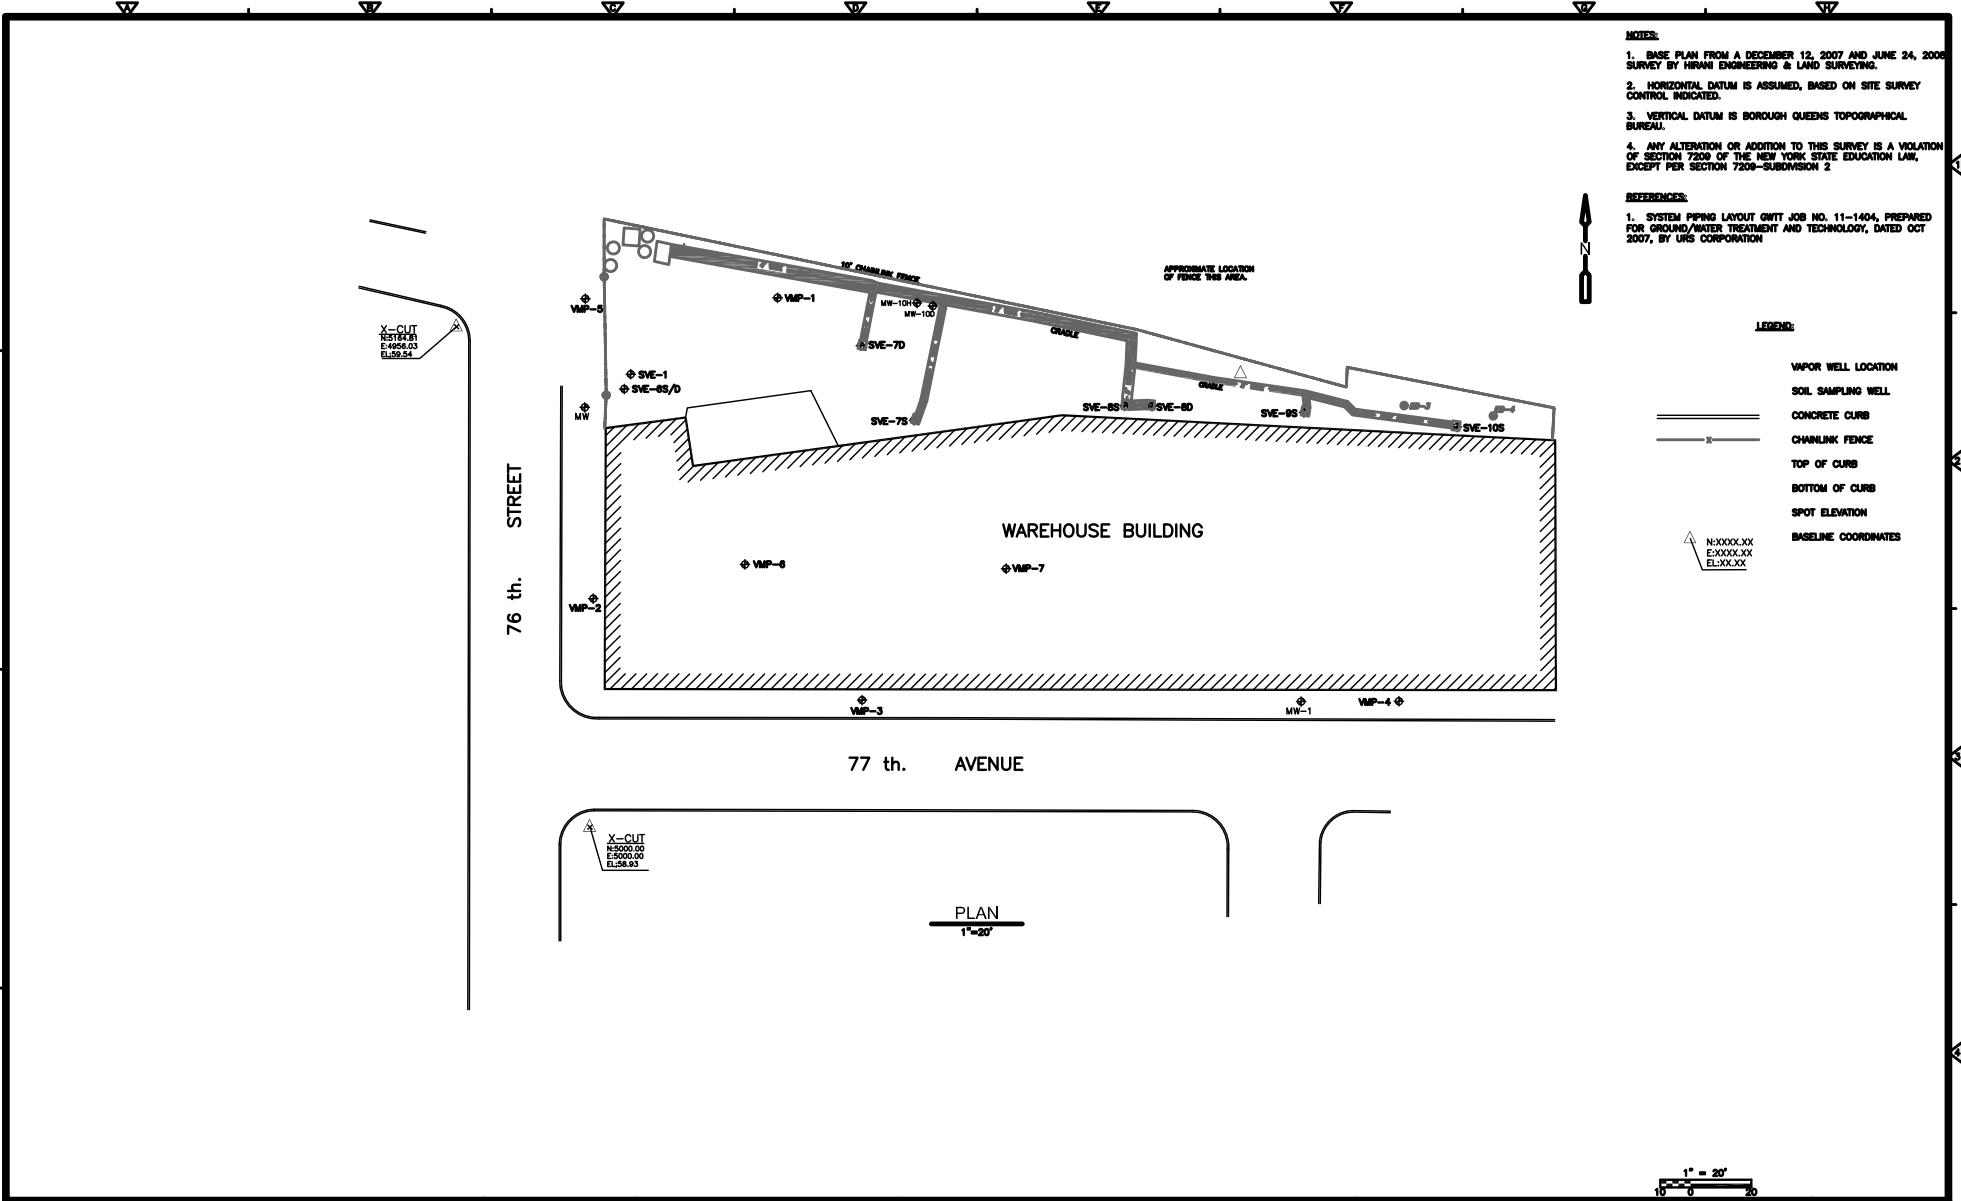 A B C D E F G H
NOTES:
1. BASE PLAN FROM A DECEMBER 12, 2007 AND JUNE 24, 2008
SURVEY BY HIRANI ENGINEERING & LAND SURVEYING.
2. HORIZONTAL DATUM IS ASSUMED, BASED ON SITE SURVEY
CONTROL INDICATED.
3. VERTICAL DATUM IS BOROUGH QUEENS TOPOGRAPHICAL
BUREAU.
4. ANY ALTERATION OR ADDITION TO THIS SURVEY IS A VIOLATION
OF SECTION 7209 OF THE NEW YORK STATE EDUCATION LAW,
EXCEPT PER SECTION 7209-SUBDIVISION 2
1
REFERENCES:
1. SYSTEM PIPING LAYOUT GWTT JOB NO. 11-1404, PREPARED
FOR GROUND/WATER TREATMENT AND TECHNOLOGY, DATED OCT
2007, BY URS CORPORATION
N
10' CHAINLINK FENCE
APPROXIMATE LOCATION
OF FENCE THIS AREA.
VMP-5
VMP-1
MW-10H
MW-10D
CRADLE
X-CUT
N:5164.81
E:4956.03
EL:59.54
SVE-7D
SVE-1
SVE-6S/D
MW
CRADLE
SVE-7S
SVE-8S
SVE-8D
SVE-9S
SVE-10S
LEGEND:
VAPOR WELL LOCATION
SOIL SAMPLING WELL
CONCRETE CURB
X CHAINLINK FENCE
TOP OF CURB
BOTTOM OF CURB
SPOT ELEVATION
BASELINE COORDINATES
N:XXXX.XX
E:XXXX.XX
EL:XX.XX
2
76 th. STREET
WAREHOUSE BUILDING
VMP-6
VMP-7
VMP-2
VMP-3
MW-1
VMP-4
77 th. AVENUE
3
X-CUT
N:5000.00
E:5000.00
EL:58.93
PLAN
1"=20'
4
1" = 20'
10 0 20